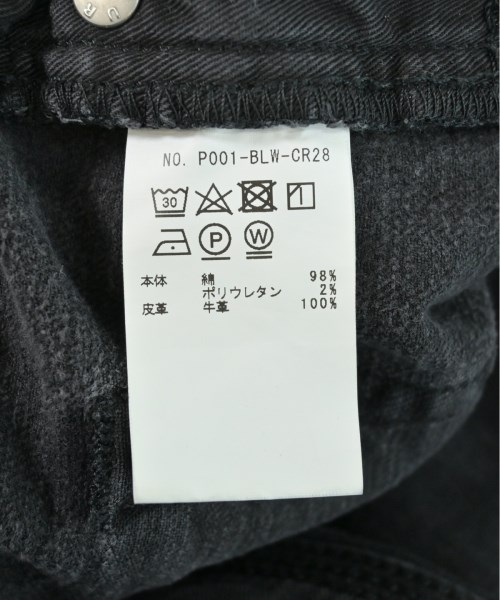 UR
NO. P001-BLW-CR28
30
P W
本体 綿 98%
ポリウレタン 2%
皮革 牛革 100%